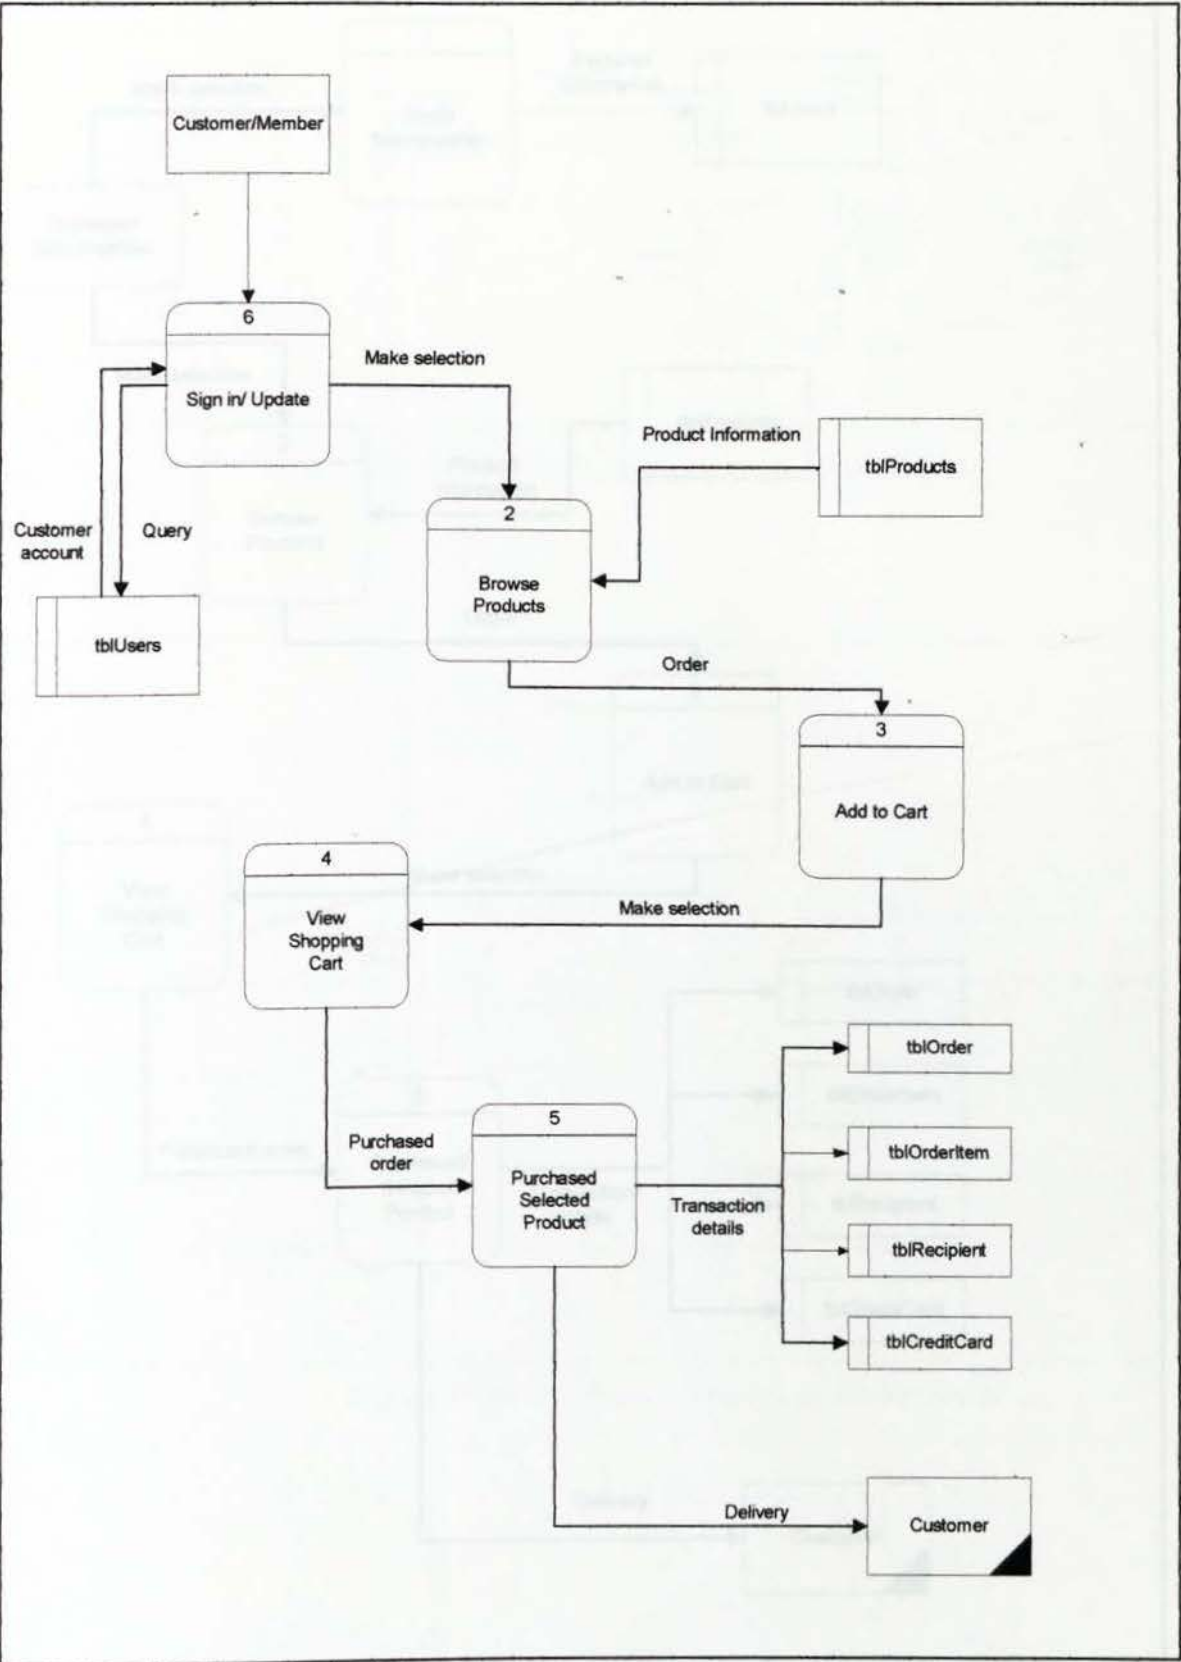 Customer/Member
6
Sign in/ Update
Make selection
Product Information
tblProducts
Customer
account
Query
2
Browse
Products
tblUsers
Order
3
Add to Cart
4
View
Shopping
Cart
Make selection
tblOrder
5
Purchased
order
Purchased
Selected
Product
tblOrderItem
Transaction
details
tblRecipient
tblCreditCard
Delivery
Customer